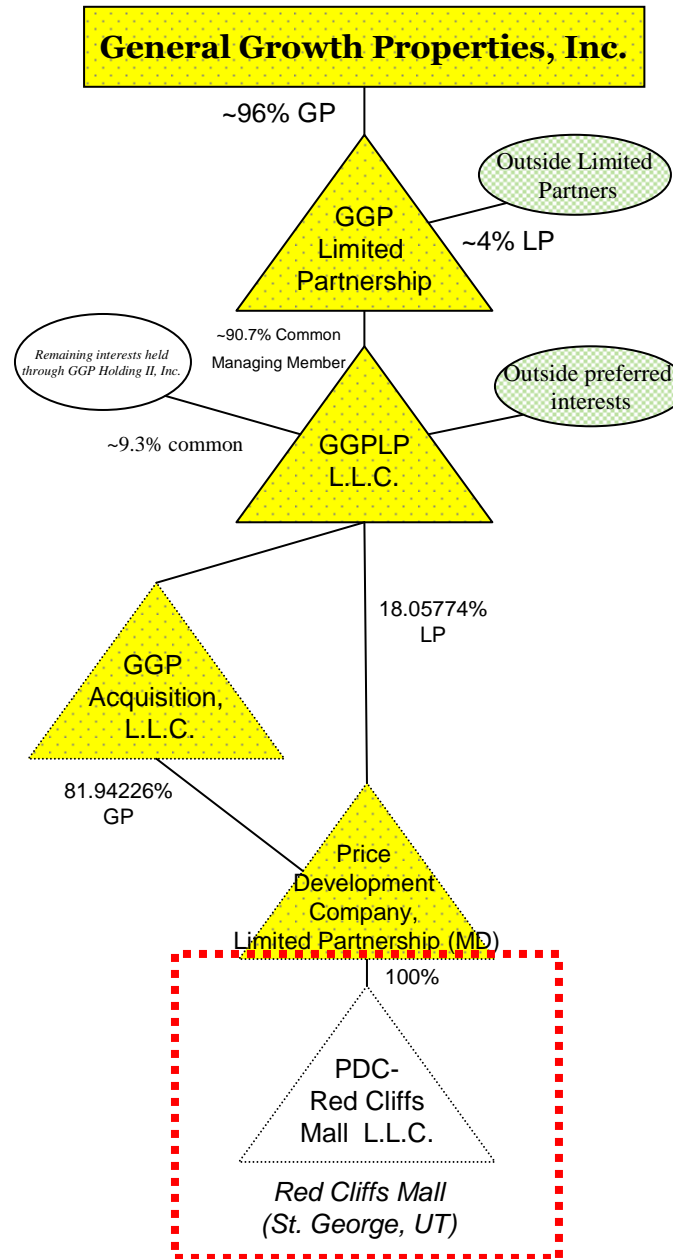 General Growth Properties, Inc.
~96% GP
Outside Limited
Partners
GGP
Limited
Partnership
~4% LP
~90.7% Common
Managing Member
Remaining interests held
through GGP Holding II, Inc.
Outside preferred
interests
~9.3% common
GGPLP
L.L.C.
18.05774%
LP
GGP
Acquisition,
L.L.C.
81.94226%
GP
Price
Development
Company,
Limited Partnership (MD)
100%
PDC-
Red Cliffs
Mall L.L.C.
Red Cliffs Mall
(St. George, UT)